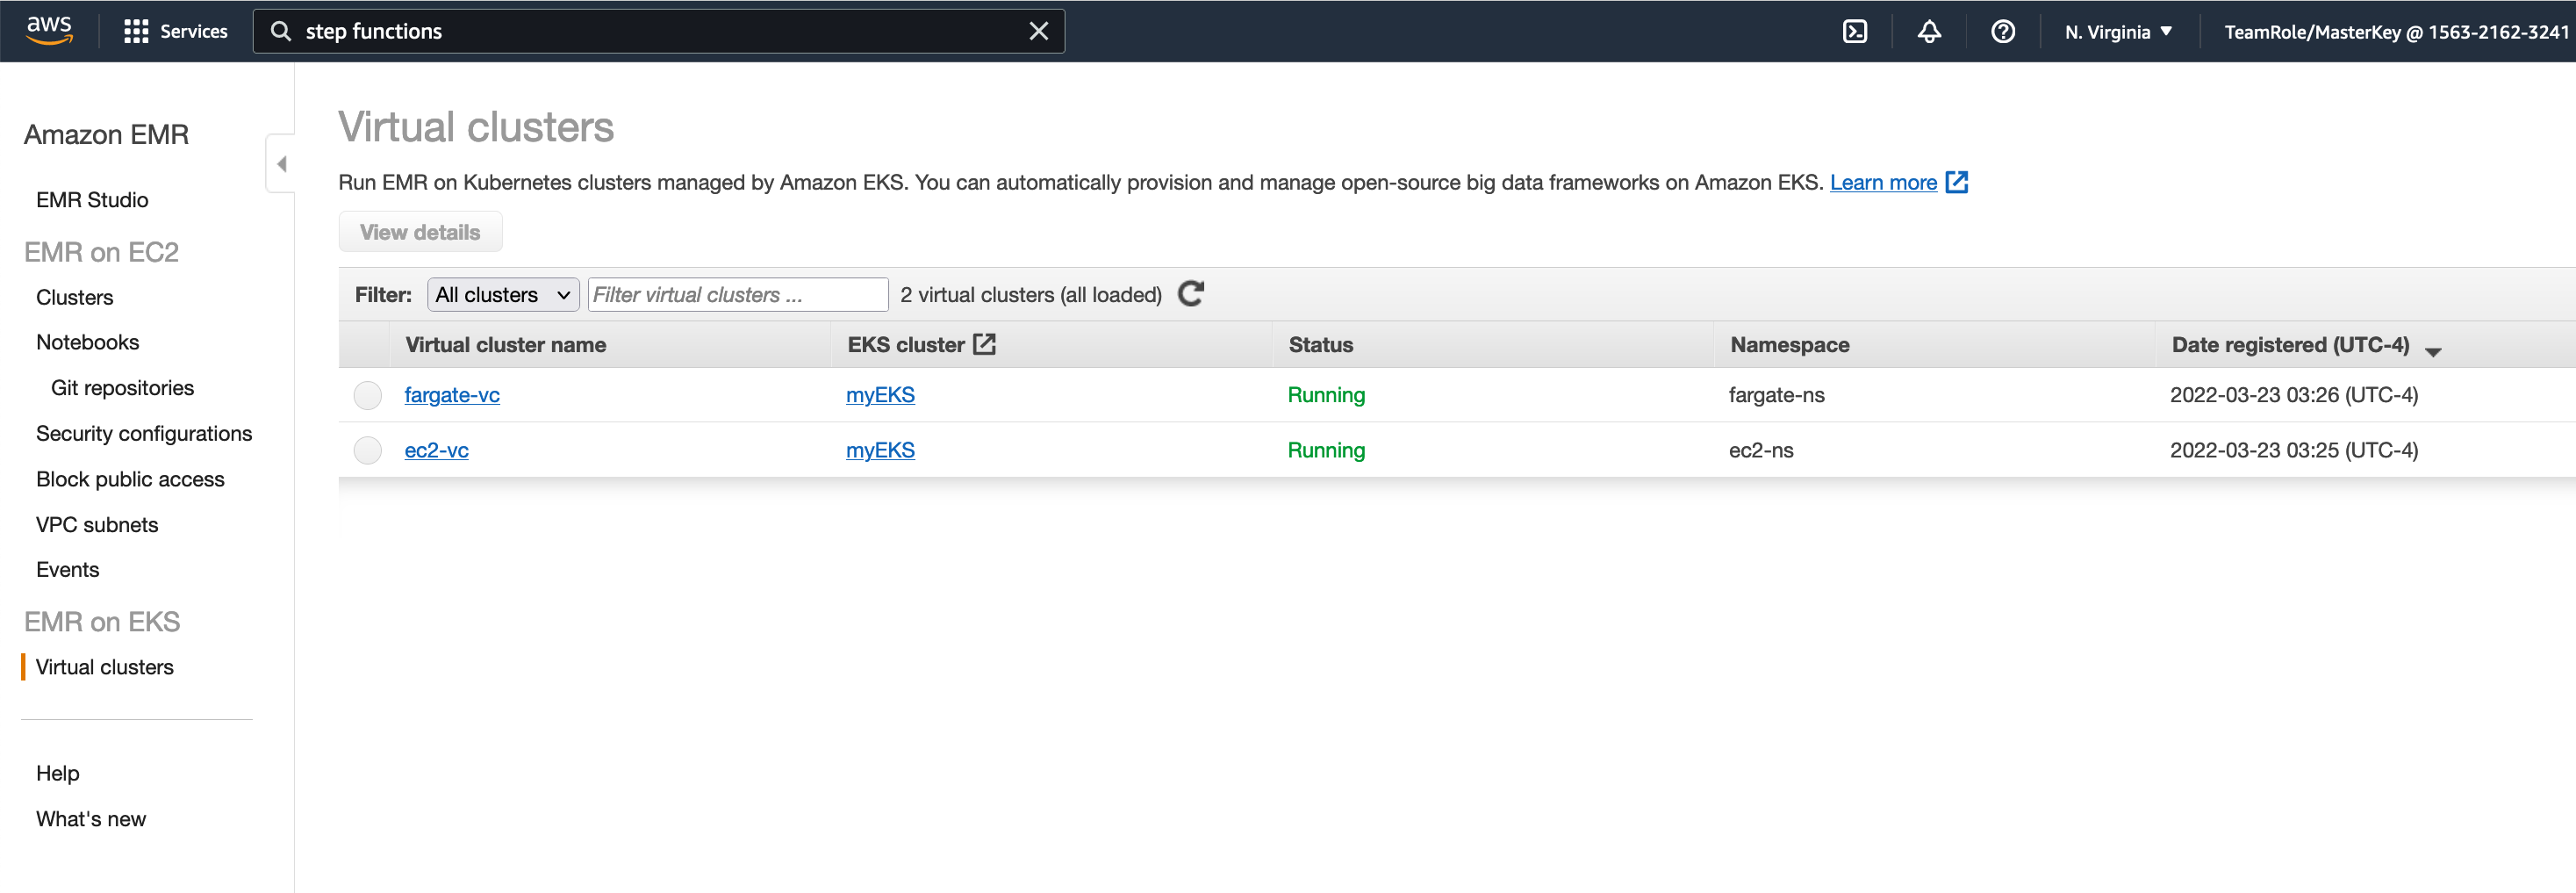 aws
Services
step functions
N. Virginia
TeamRole/MasterKey @ 1563-2162-3241
Amazon EMR
EMR Studio
EMR on EC2
Clusters
Notebooks
Git repositories
Security configurations
Block public access
VPC subnets
Events
EMR on EKS
Virtual clusters
Help
What's new
Virtual clusters
Run EMR on Kubernetes clusters managed by Amazon EKS. You can automatically provision and manage open-source big data frameworks on Amazon EKS. Learn more
View details
Filter: All clusters Filter virtual clusters ... 2 virtual clusters (all loaded)
Virtual cluster name EKS cluster Status Namespace Date registered (UTC-4)
fargate-vc myEKS Running fargate-ns 2022-03-23 03:26 (UTC-4)
ec2-vc myEKS Running ec2-ns 2022-03-23 03:25 (UTC-4)